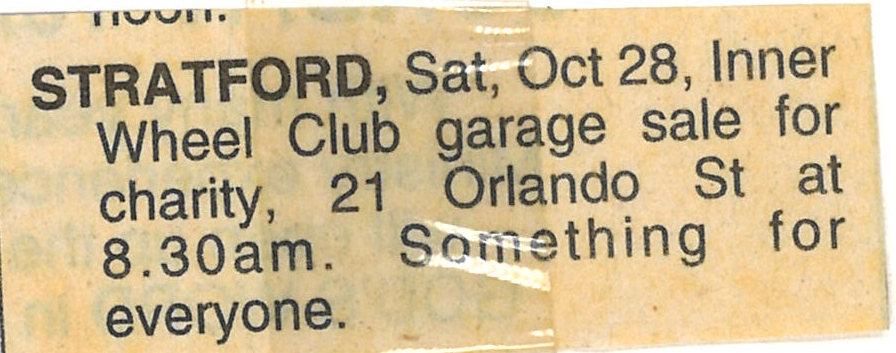 noon.
STRATFORD, Sat, Oct 28, Inner
Wheel Club garage sale for
charity, 21 Orlando St at
8.30am. Something for
everyone.